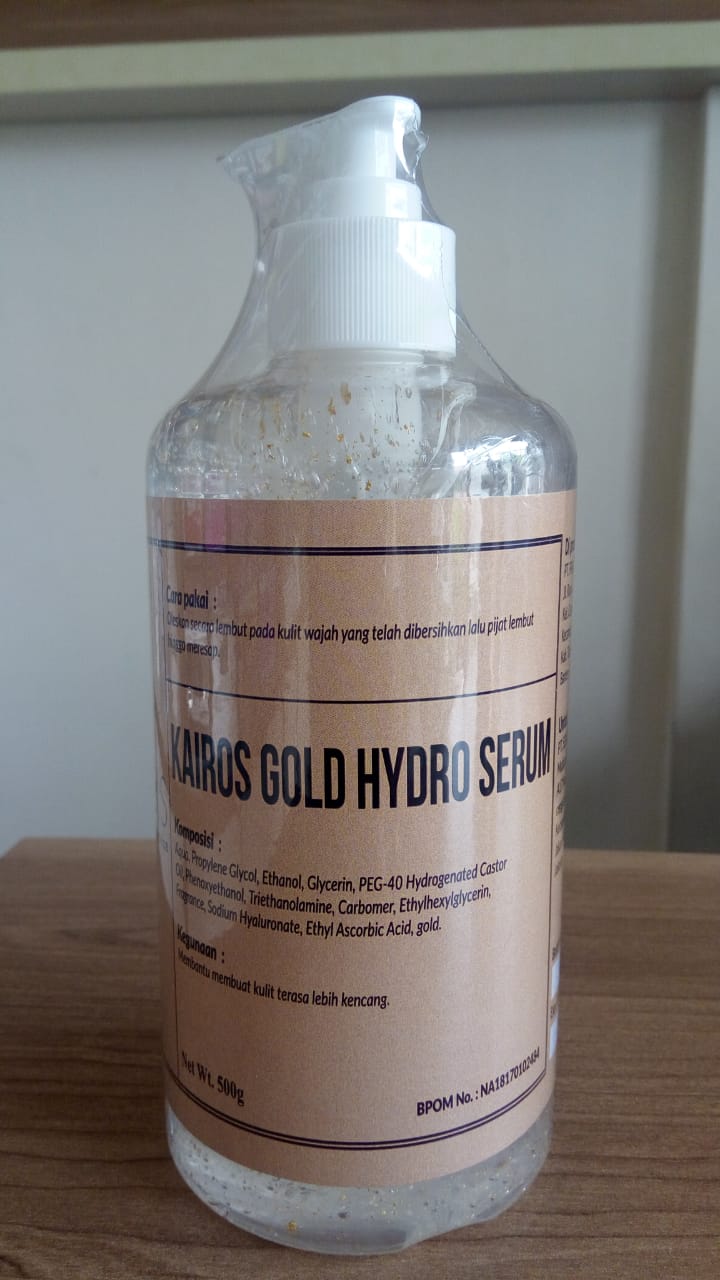 Cara pakai :
Oleskan secara lembut pada kulit wajah yang telah dibersihkan lalu pijat lembut
hingga meresap.
KAIROS GOLD HYDRO SERUM
Komposisi :
Aqua, Propylene Glycol, Ethanol, Glycerin, PEG-40 Hydrogenated Castor
Oil, Phenoxyethanol, Triethanolamine, Carbomer, Ethylhexylglycerin,
Fragrance, Sodium Hyaluronate, Ethyl Ascorbic Acid, gold.
Kegunaan :
Membantu membuat kulit terasa lebih kencang.
Net Wt. 500g
BPOM No. : NA18170102484